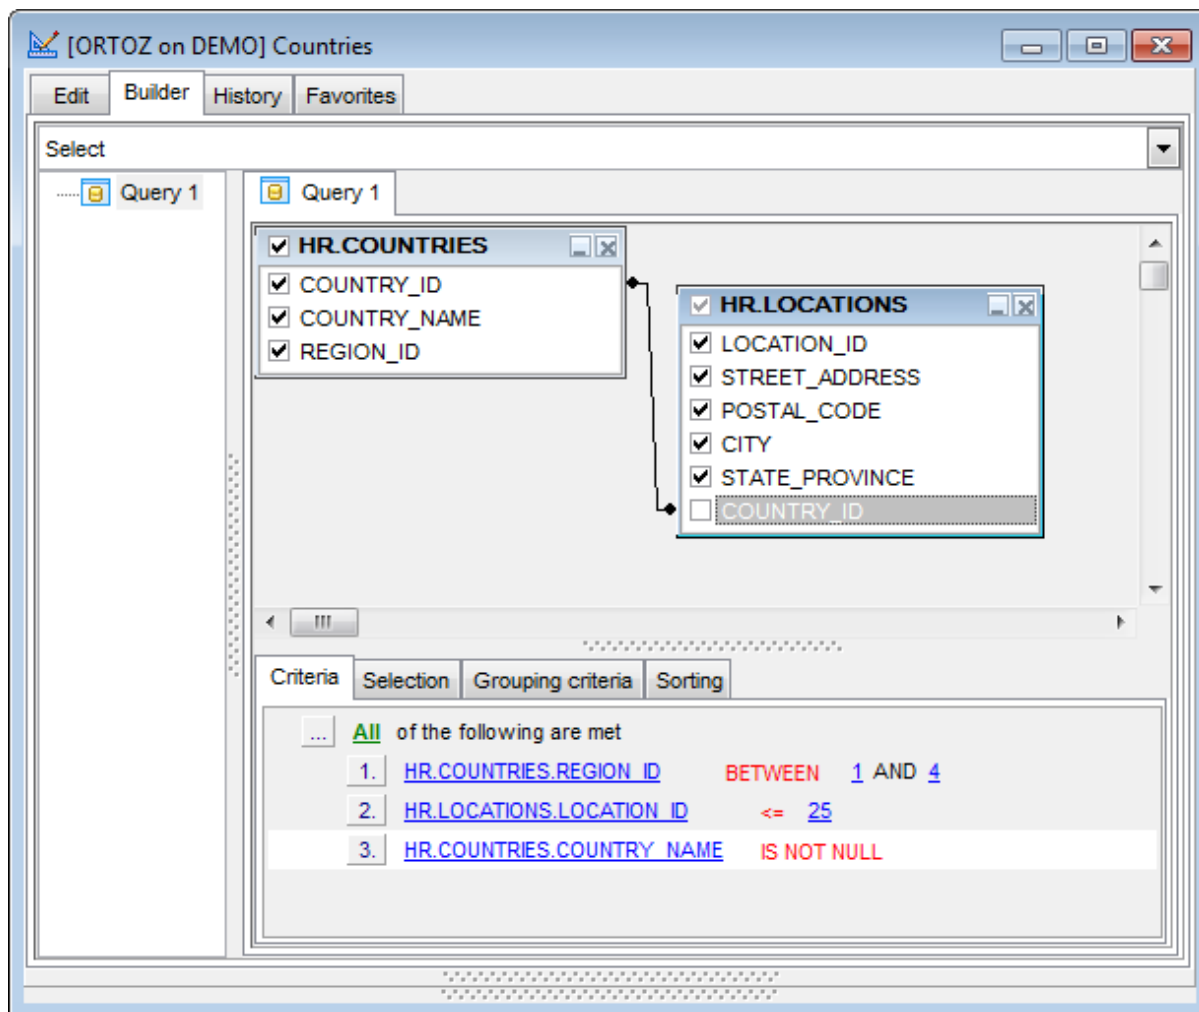 [ORTOZ on DEMO] Countries
Edit Builder History Favorites
Select
Query 1
Query 1
HR.COUNTRIES
COUNTRY_ID
COUNTRY_NAME
REGION_ID
HR.LOCATIONS
LOCATION_ID
STREET_ADDRESS
POSTAL_CODE
CITY
STATE_PROVINCE
COUNTRY_ID
Criteria Selection Grouping criteria Sorting
... All of the following are met
1. HR.COUNTRIES.REGION_ID BETWEEN 1 AND 4
2. HR.LOCATIONS.LOCATION_ID <= 25
3. HR.COUNTRIES.COUNTRY_NAME IS NOT NULL